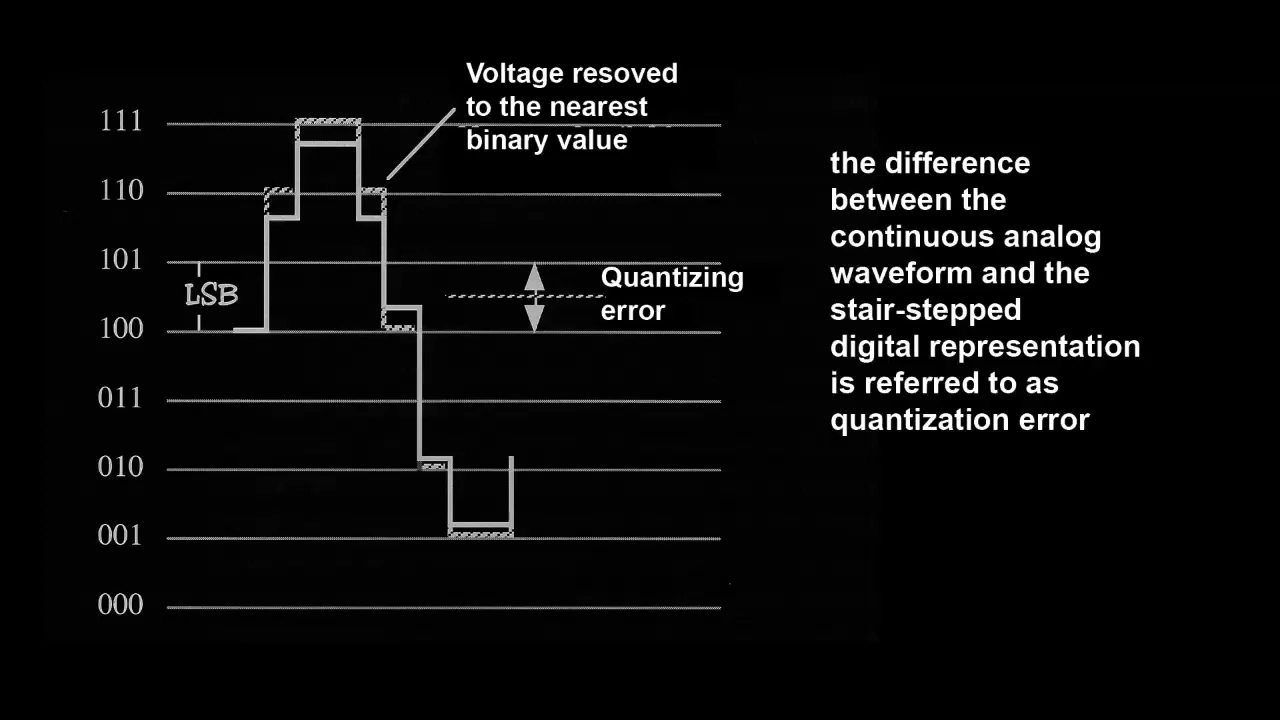 Voltage resoved
to the nearest
binary value
111
110
101
LSB
100
011
010
001
000
Quantizing
error
the difference
between the
continuous analog
waveform and the
stair-stepped
digital representation
is referred to as
quantization error